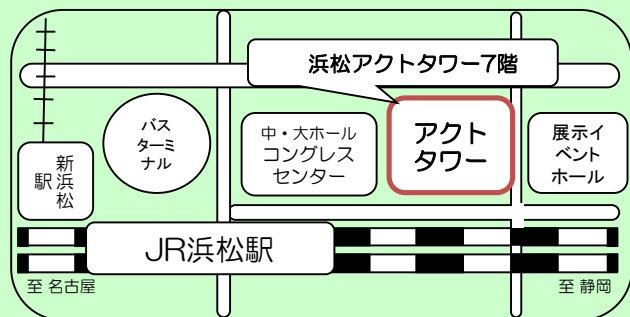 浜松アクトタワー7階
バス
ターミ
ナル
中・大ホール
コングレス
センター
アクト
タワー
展示イ
ベント
ホール
新浜松
駅
JR浜松駅
至 名古屋
至 静岡